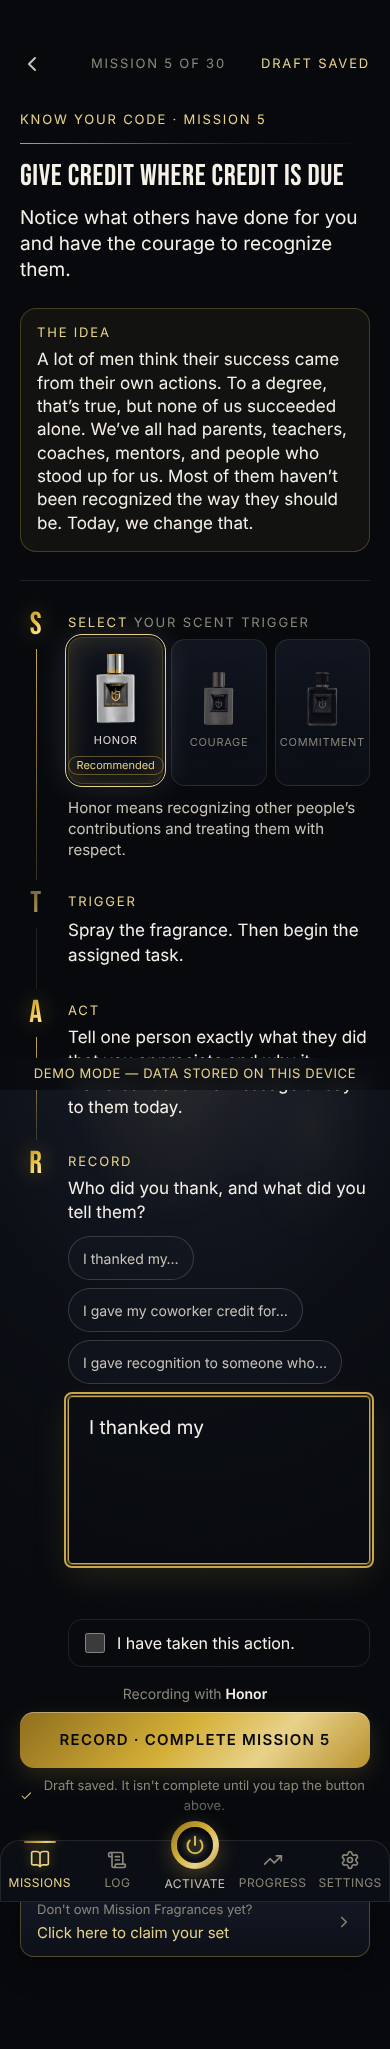 MISSION 5 OF 30
DRAFT SAVED
KNOW YOUR CODE · MISSION 5
GIVE CREDIT WHERE CREDIT IS DUE
Notice what others have done for you
and have the courage to recognize
them.
THE IDEA
A lot of men think their success came
from their own actions. To a degree,
that's true, but none of us succeeded
alone. We've all had parents, teachers,
coaches, mentors, and people who
stood up for us. Most of them haven't
been recognized the way they should
be. Today, we change that.
S
SELECT YOUR SCENT TRIGGER
HONOR
Recommended
COURAGE
COMMITMENT
Honor means recognizing other people's
contributions and treating them with
respect.
T
TRIGGER
Spray the fragrance. Then begin the
assigned task.
A
ACT
Tell one person exactly what they did
DEMO MODE — DATA STORED ON THIS DEVICE
to them today.
R
RECORD
Who did you thank, and what did you
tell them?
I thanked my...
I gave my coworker credit for...
I gave recognition to someone who...
I thanked my
I have taken this action.
Recording with Honor
RECORD · COMPLETE MISSION 5
Draft saved. It isn't complete until you tap the button
above.
MISSIONS
LOG
ACTIVATE
PROGRESS
SETTINGS
Don't own Mission Fragrances yet?
Click here to claim your set